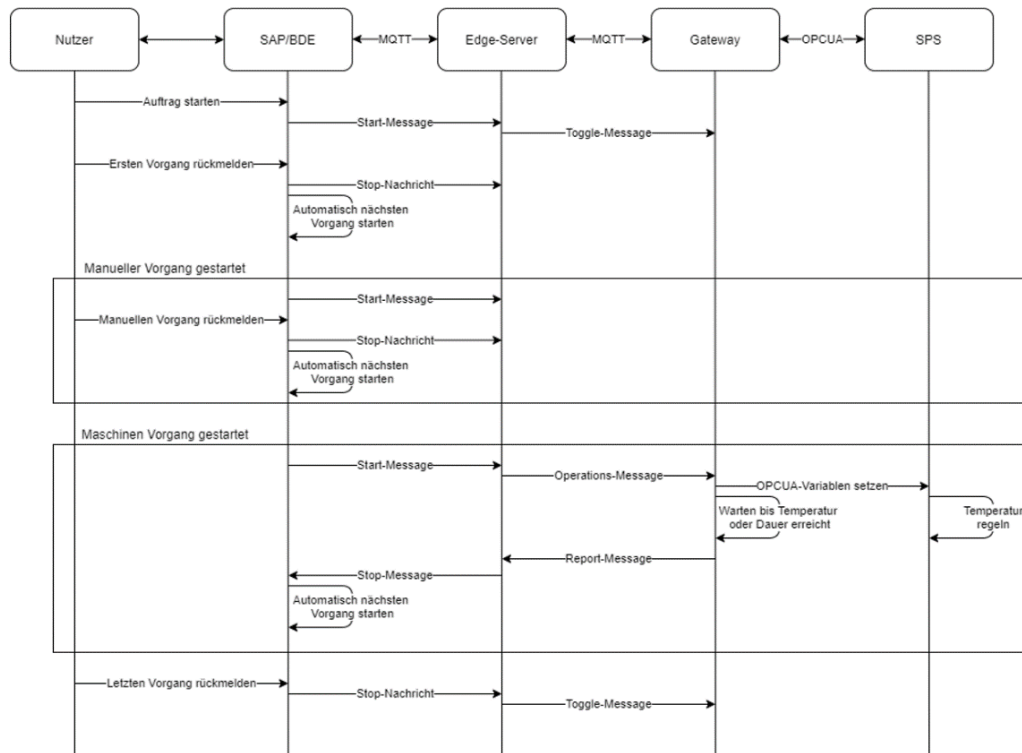 Nutzer
SAP/BDE
MQTT
Edge-Server
MQTT
Gateway
OPCUA
SPS
Auftrag starten
Start-Message
Toggle-Message
Ersten Vorgang rückmelden
Stop-Nachricht
Automatisch nächsten
Vorgang starten
Manueller Vorgang gestartet
Start-Message
Manuellen Vorgang rückmelden
Stop-Nachricht
Automatisch nächsten
Vorgang starten
Maschinen Vorgang gestartet
Start-Message
Operations-Message
OPCUA-Variablen setzen
Warten bis Temperatur
oder Dauer erreicht
Temperatur
regeln
Report-Message
Stop-Message
Automatisch nächsten
Vorgang starten
Letzten Vorgang rückmelden
Stop-Nachricht
Toggle-Message